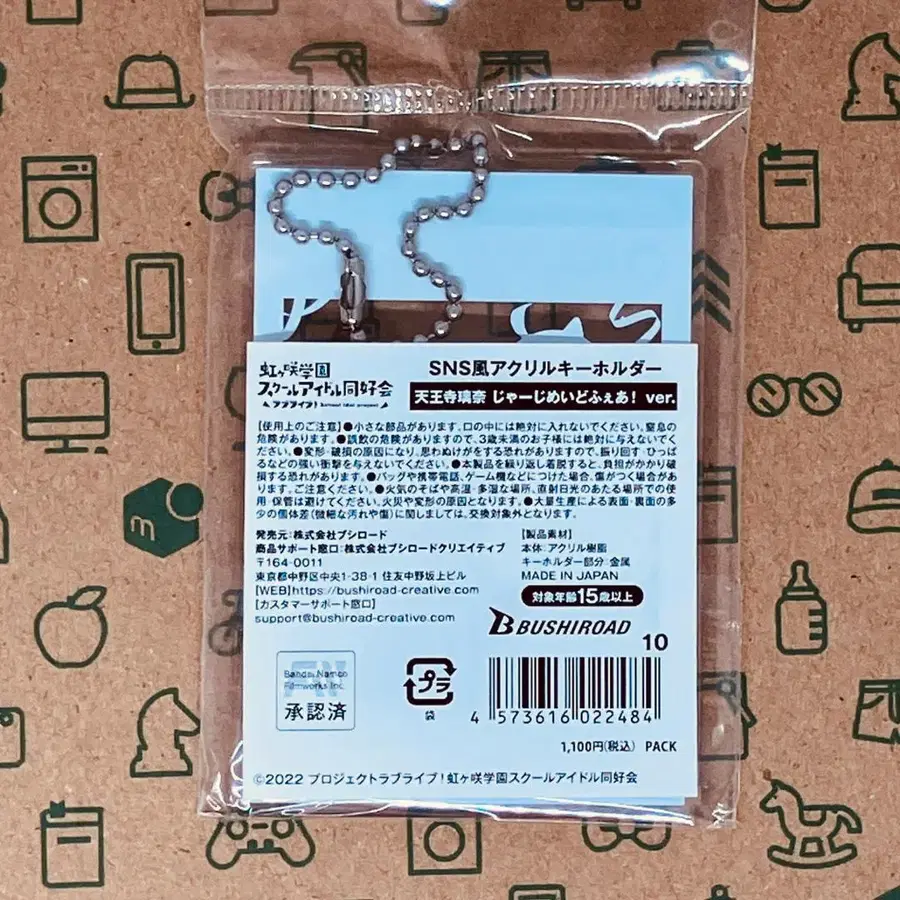 虹ヶ咲学園
スクールアイドル同好会
ラブライブ! School idol project
SNS風アクリルキーホルダー
天王寺璃奈 じゃーじめいどふぇあ! ver.
【使用上のご注意】●小さな部品があります。口の中には絶対に入れないでください。窒息の
危険があります。●誤飲の危険がありますので、3歳未満のお子様には絶対に与えないでくださ
い。●変形・破損の原因になり、思わぬけがをする恐れがありますので、振り回す・ひっぱ
るなどの強い衝撃を与えないでください。●本製品を繰り返し着脱すると、負担がかかり破
損する恐れがあります。●バッグや携帯電話、ゲーム機などにつけた場合、傷がつく場合があ
ります。ご注意ください。●火気のそばや高温・多湿な場所、直射日光のあたる場所での使
用・保管は避けてください。火災や変形の原因となります。●大量生産による表面・裏面の多
少の個体差(微細な汚れや傷)に関しましては、交換対象外となります。
発売元:株式会社ブシロード
商品サポート窓口:株式会社ブシロードクリエイティブ
〒164-0011
東京都中野区中央1-38-1 住友中野坂上ビル
【WEB】https://bushiroad-creative.com
【カスタマーサポート窓口】
support@bushiroad-creative.com
【製品素材】
本体:アクリル樹脂
キーホルダー部分:金属
MADE IN JAPAN
対象年齢15歳以上
BUSHIROAD
10
Bandai Namco
Filmworks Inc.
承認済
プラ
袋
4 573616 022484
1,100円(税込) PACK
©2022 プロジェクトラブライブ!虹ヶ咲学園スクールアイドル同好会